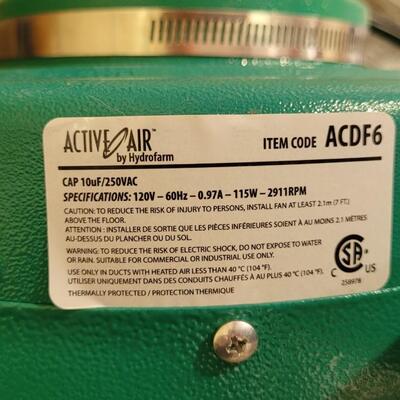 ACTIVE AIR™
by Hydrofarm
ITEM CODE ACDF6
CAP 10uF/250VAC
SPECIFICATIONS: 120V – 60Hz – 0.97A – 115W – 2911RPM
CAUTION: TO REDUCE THE RISK OF INJURY TO PERSONS, INSTALL FAN AT LEAST 2.1m (7 FT.)
ABOVE THE FLOOR.
ATTENTION : INSTALLER DE SORTIE QUE LES PIÈCES INFÉRIEURES SOIENT À AU MOINS 2.1 MÈTRES
AU-DESSUS DU PLANCHER OU DU SOL.
WARNING: TO REDUCE THE RISK OF ELECTRIC SHOCK, DO NOT EXPOSE TO WATER
OR RAIN. SUITABLE FOR COMMERCIAL OR INDUSTRIAL USE ONLY.
USE ONLY IN DUCTS WITH HEATED AIR LESS THAN 40 °C (104 °F).
UTILISER UNIQUEMENT DANS DES CONDUITS CHAUFFÉS À AU PLUS 40 °C (104 °F).
THERMALLY PROTECTED / PROTECTION THERMIQUE
C SA US
258978